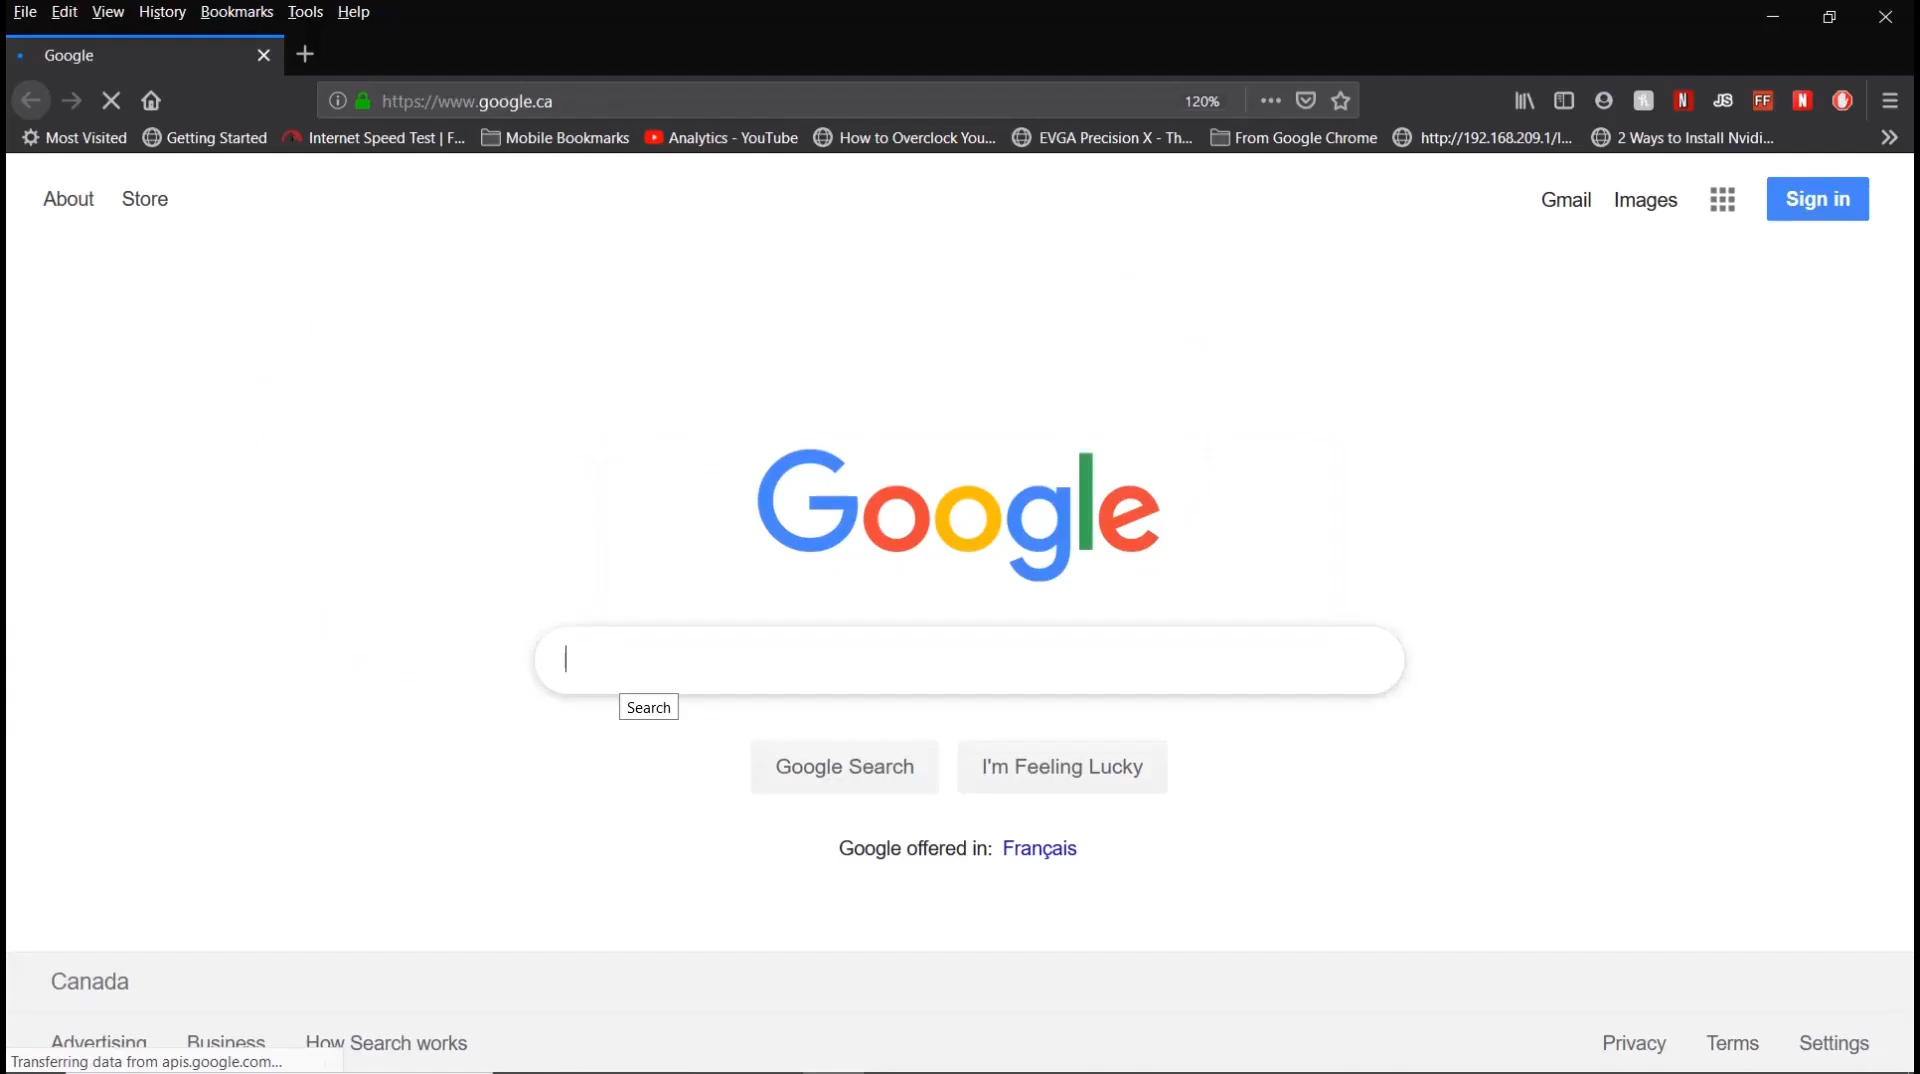 File Edit View History Bookmarks Tools Help
Google
https://www.google.ca 120%
JS FF N
Most Visited Getting Started Internet Speed Test | F... Mobile Bookmarks Analytics - YouTube How to Overclock You... EVGA Precision X - Th... From Google Chrome http://192.168.209.1/l... 2 Ways to Install Nvidi...
About Store Gmail Images Sign in
Google
Search
Google Search I'm Feeling Lucky
Google offered in: Français
Canada
Advertising Business How Search works Privacy Terms Settings
Transferring data from apis.google.com...